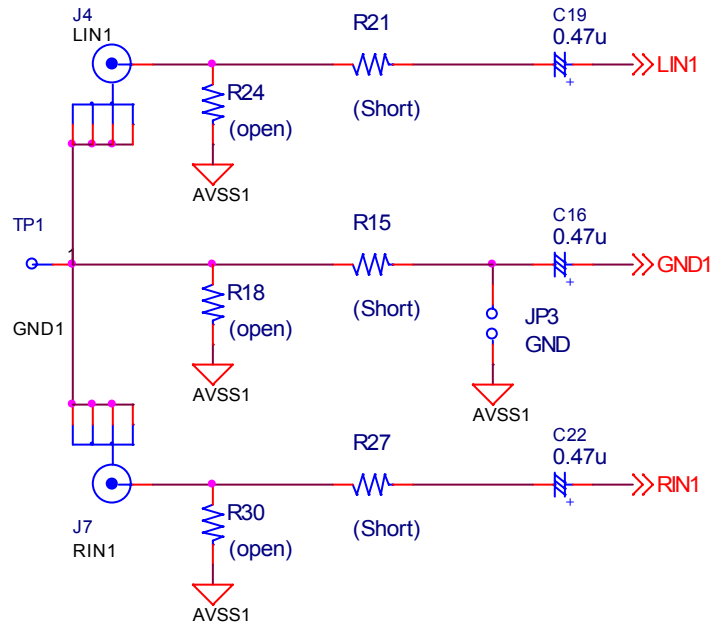 J4
LIN1
R21
C19
0.47u
LIN1
R24
(open)
(Short)
+
AVSS1
TP1
1
R15
C16
0.47u
GND1
R18
(open)
(Short)
+
JP3
GND
GND1
AVSS1
AVSS1
R27
C22
0.47u
RIN1
J7
RIN1
R30
(open)
(Short)
+
AVSS1